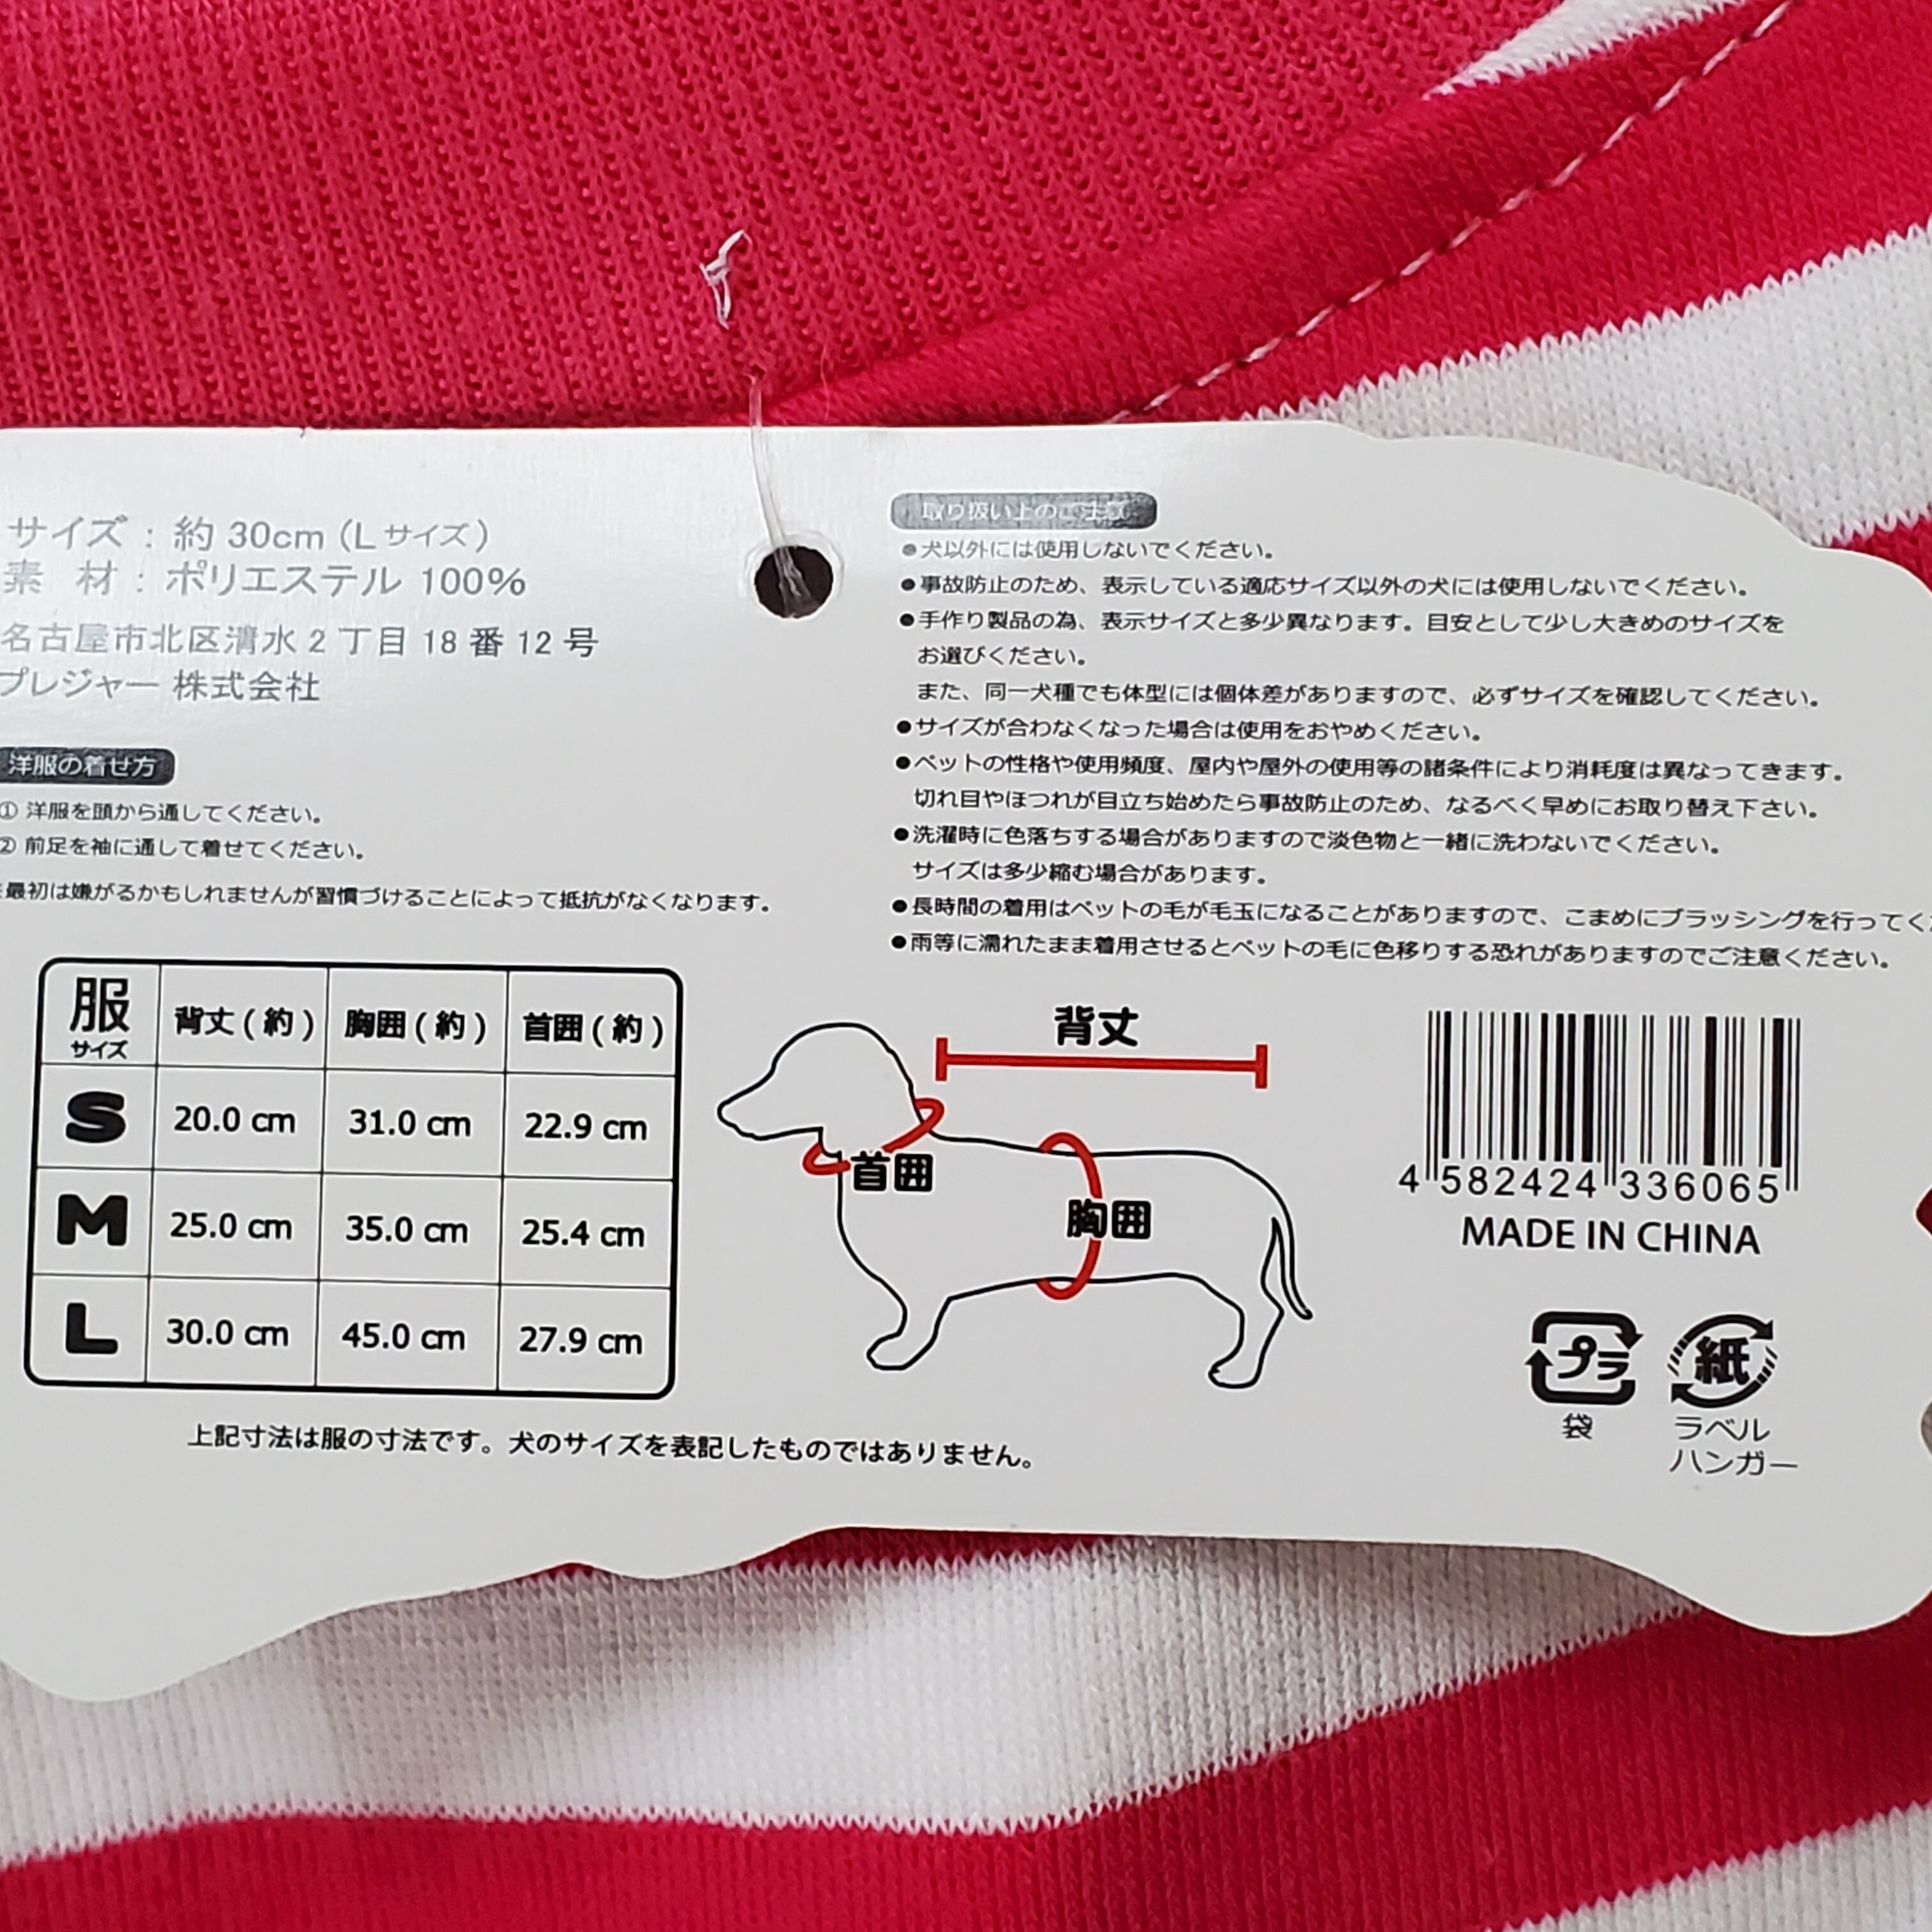 サイズ : 約 30cm (L サイズ)
素 材 : ポリエステル 100%
名古屋市北区清水 2 丁目 18 番 12 号
プレジャー 株式会社
洋服の着せ方
① 洋服を頭から通してください。
② 前足を袖に通して着せてください。
最初は嫌がるかもしれませんが習慣づけることによって抵抗がなくなります。
取り扱い上のご注意
●犬以外には使用しないでください。
●事故防止のため、表示している適応サイズ以外の犬には使用しないでください。
●手作り製品の為、表示サイズと多少異なります。目安として少し大きめのサイズを
お選びください。
また、同一犬種でも体型には個体差がありますので、必ずサイズを確認してください。
●サイズが合わなくなった場合は使用をおやめください。
●ペットの性格や使用頻度、屋内や屋外の使用等の諸条件により消耗度は異なってきます。
切れ目やほつれが目立ち始めたら事故防止のため、なるべく早めにお取り替え下さい。
●洗濯時に色落ちする場合がありますので淡色物と一緒に洗わないでください。
サイズは多少縮む場合があります。
●長時間の着用はペットの毛が毛玉になることがありますので、こまめにブラッシングを行ってく
●雨等に濡れたまま着用させるとペットの毛に色移りする恐れがありますのでご注意ください。
服 サイズ 背丈 ( 約 ) 胸囲 ( 約 ) 首囲 ( 約 )
S 20.0 cm 31.0 cm 22.9 cm
M 25.0 cm 35.0 cm 25.4 cm
L 30.0 cm 45.0 cm 27.9 cm
上記寸法は服の寸法です。犬のサイズを表記したものではありません。
背丈
首囲
胸囲
4 582424 336065
MADE IN CHINA
プラ 紙
袋 ラベル
ハンガー